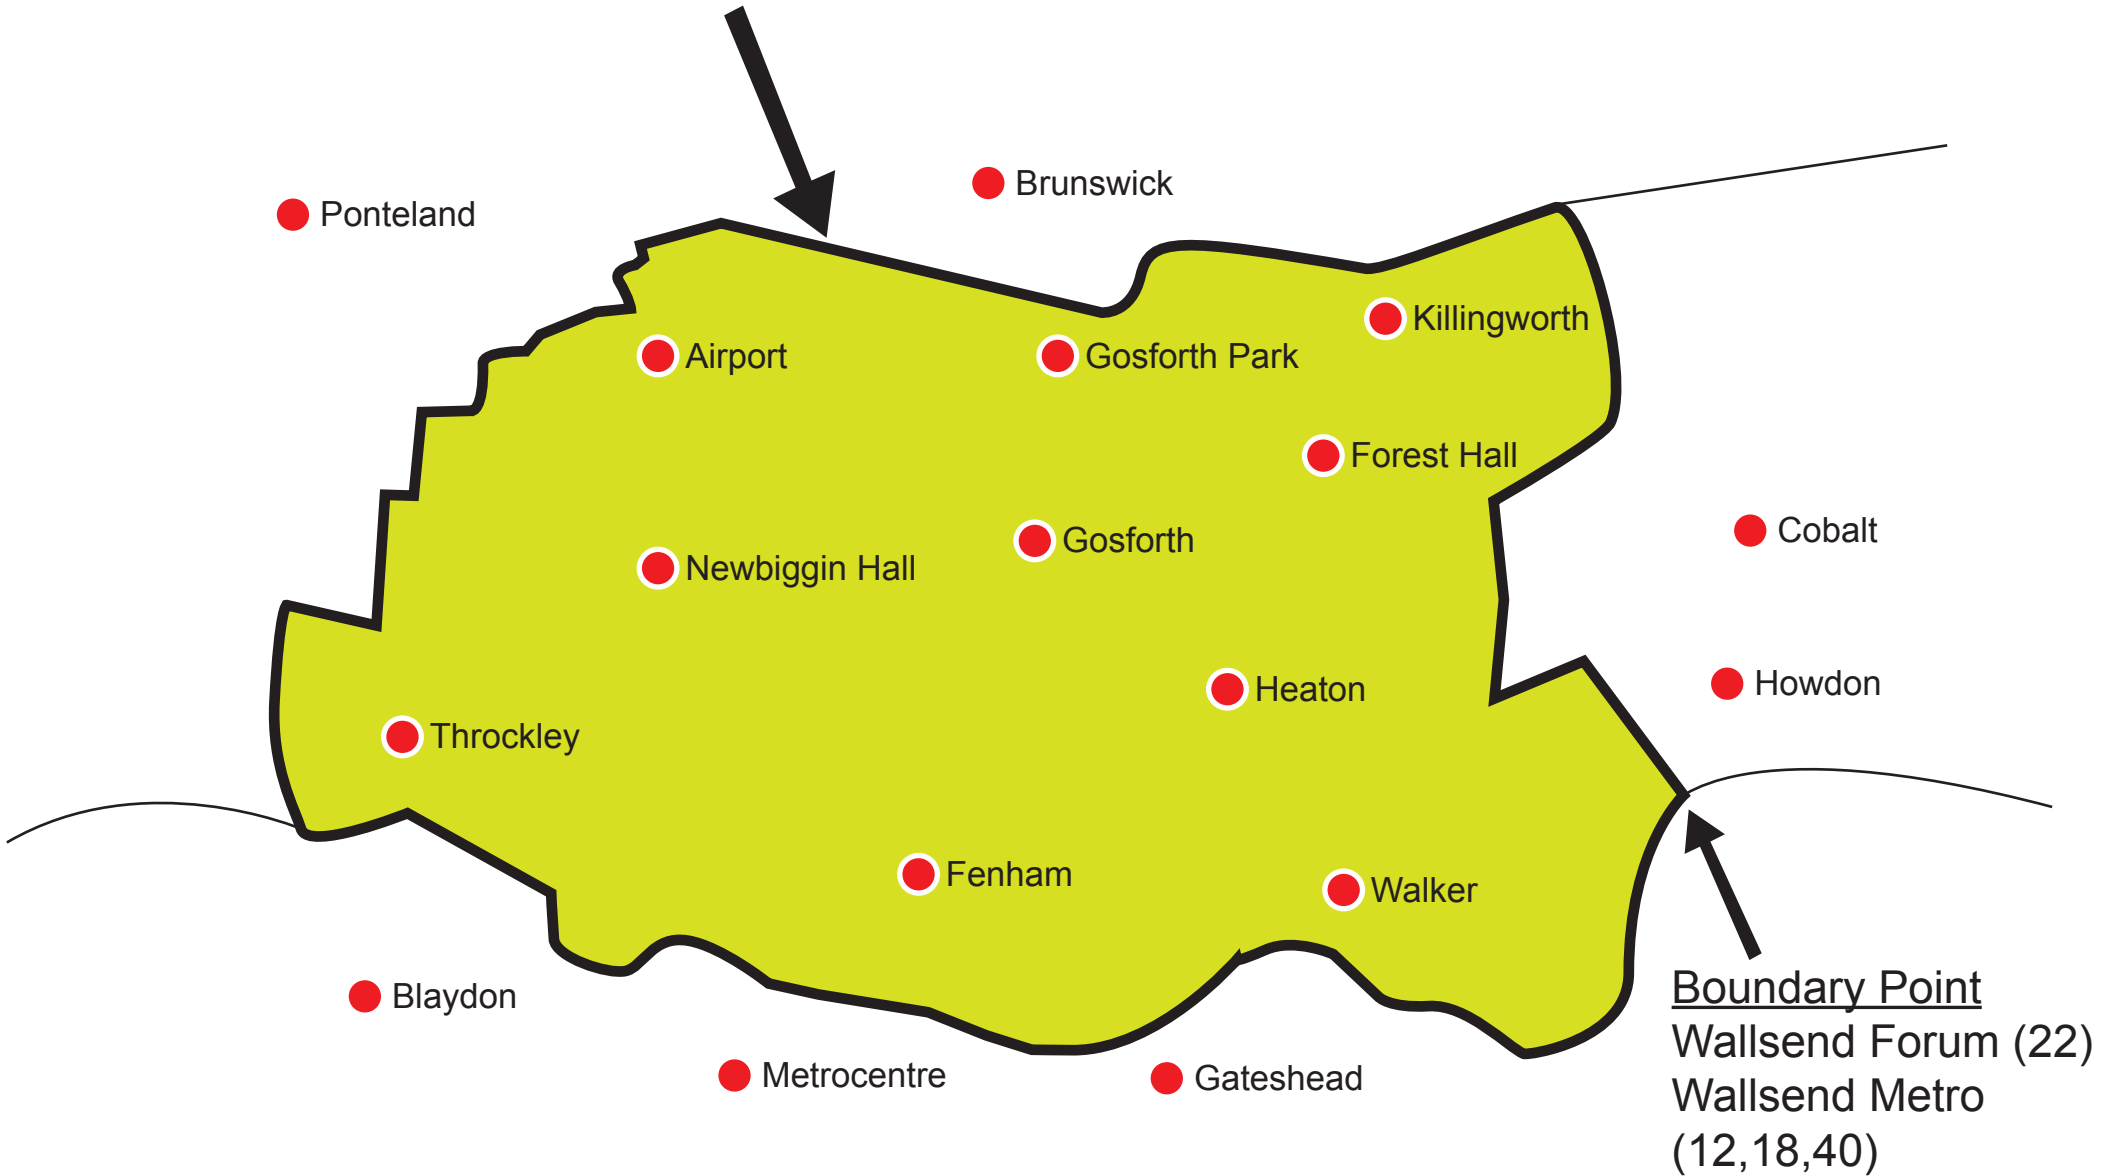 Brunswick
Ponteland
Killingworth
Airport
Gosforth Park
Forest Hall
Cobalt
Gosforth
Newbiggin Hall
Howdon
Heaton
Throckley
Fenham
Walker
Blaydon
Metrocentre
Gateshead
Boundary Point
Wallsend Forum (22)
Wallsend Metro
(12,18,40)